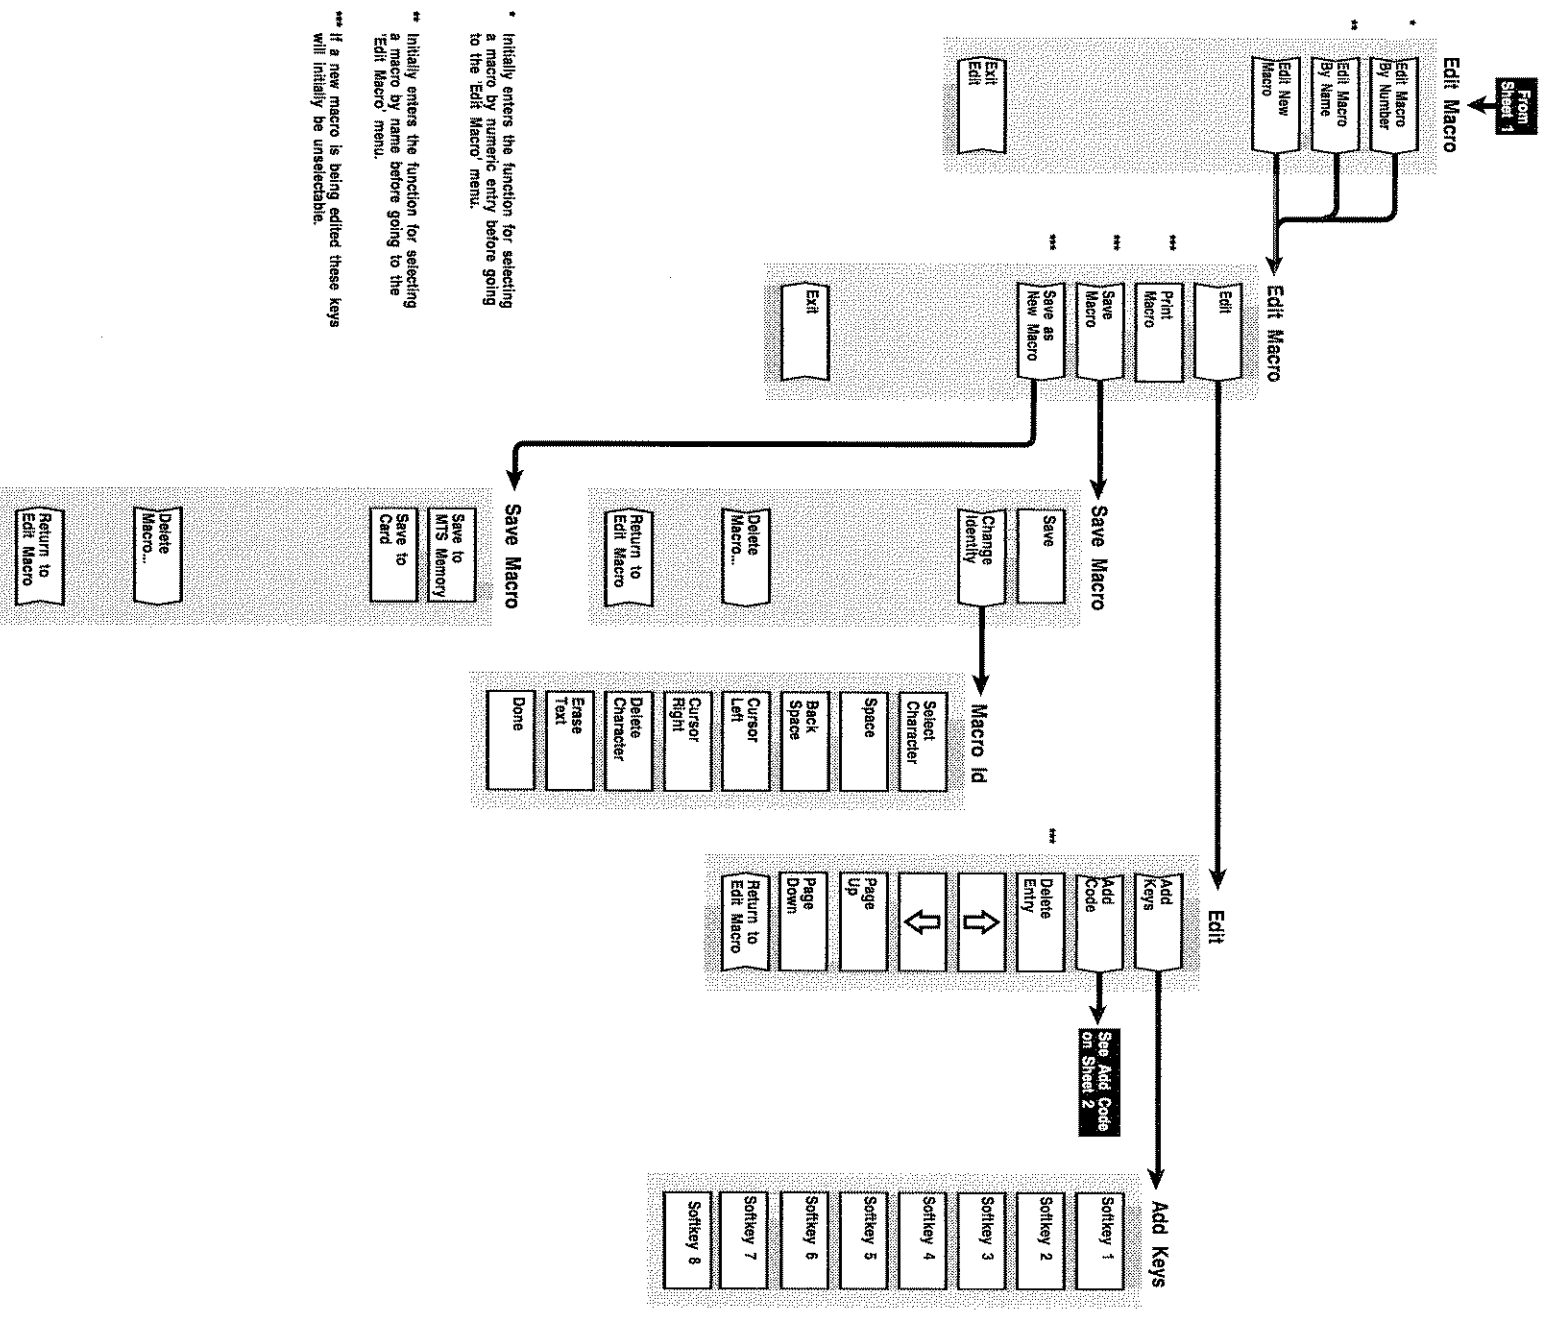 From
Sheet 1
Edit Macro
*
Edit Macro
By Number
**
Edit Macro
By Name
Edit New
Macro
Exit
Edit
Edit Macro
Edit
***
Print
Macro
***
Save
Macro
***
Save as
New Macro
Exit
Save Macro
Save
Change
Identity
Delete
Macro...
Return to
Edit Macro
Save Macro
Save to
MTS Memory
Save to
Card
Delete
Macro...
Return to
Edit Macro
Macro Id
Select
Character
Space
Back
Space
Cursor
Left
Cursor
Right
Delete
Character
Erase
Text
Done
Edit
Add
Keys
Add
Code
***
Delete
Entry
Page
Up
Page
Down
Return to
Edit Macro
See Add Code
on Sheet 2
Add Keys
Softkey 1
Softkey 2
Softkey 3
Softkey 4
Softkey 5
Softkey 6
Softkey 7
Softkey 8
* Initially enters the function for selecting
a macro by numeric entry before going
to the 'Edit Macro' menu.
** Initially enters the function for selecting
a macro by name before going to the
'Edit Macro' menu.
*** If a new macro is being edited these keys
will initially be unselectable.